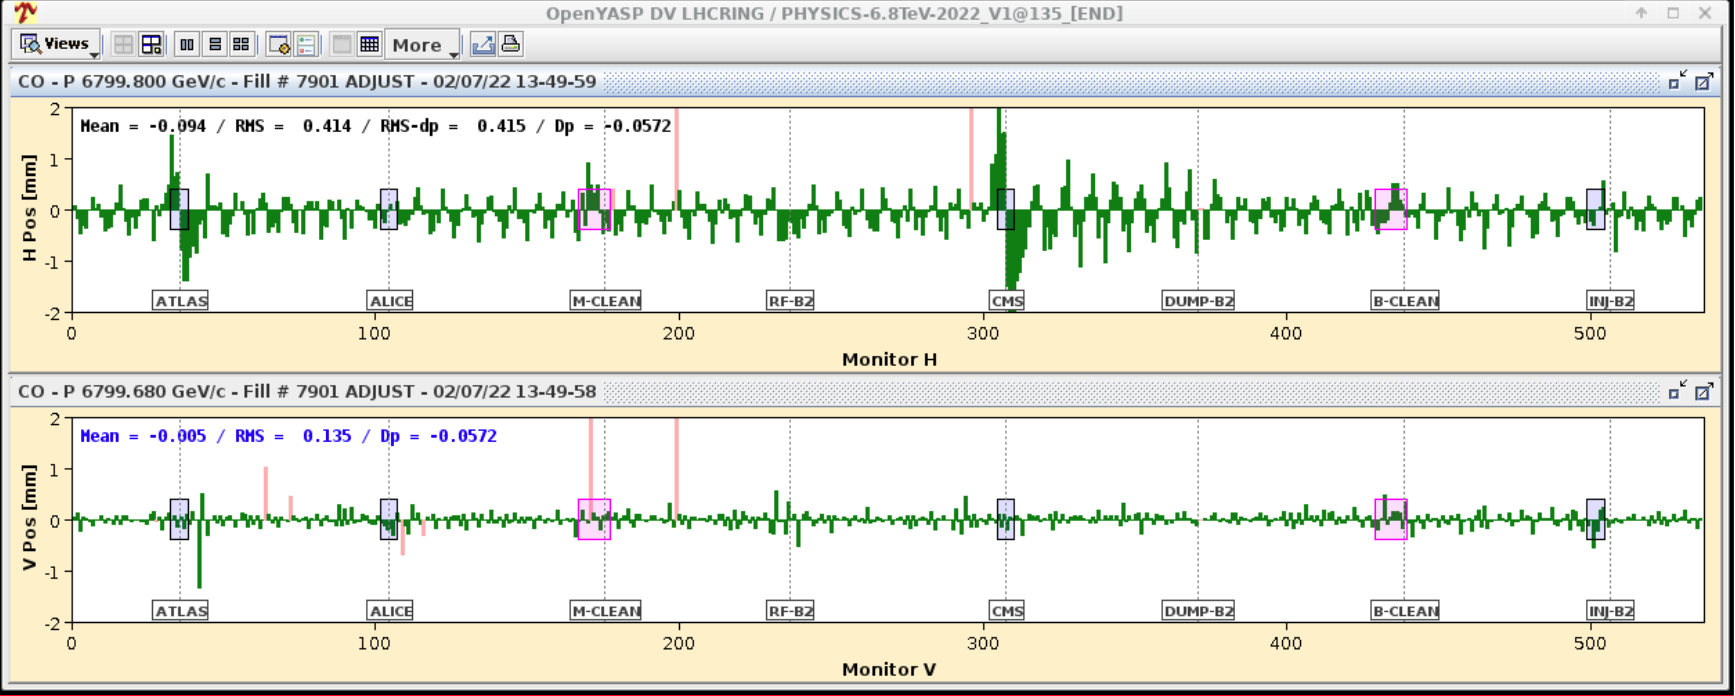 OpenYASP DV LHCRING / PHYSICS-6.8TeV-2022_V1@135_[END]
Views More
CO - P 6799.800 GeV/c - Fill # 7901 ADJUST - 02/07/22 13-49-59
Mean = -0.094 / RMS = 0.414 / RMS-dp = 0.415 / Dp = -0.0572
H Pos [mm]
2
1
0
-1
-2
ATLAS ALICE M-CLEAN RF-B2 CMS DUMP-B2 B-CLEAN INJ-B2
0 100 200 300 400 500
Monitor H
CO - P 6799.680 GeV/c - Fill # 7901 ADJUST - 02/07/22 13-49-58
Mean = -0.005 / RMS = 0.135 / Dp = -0.0572
V Pos [mm]
2
1
0
-1
-2
ATLAS ALICE M-CLEAN RF-B2 CMS DUMP-B2 B-CLEAN INJ-B2
0 100 200 300 400 500
Monitor V